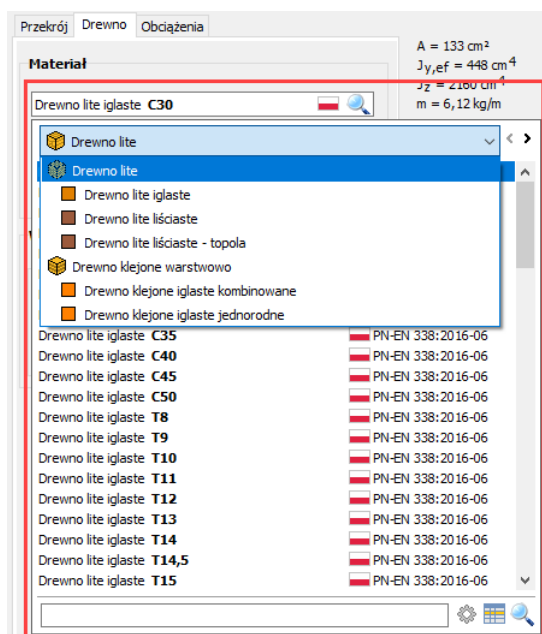 Przekrój Drewno Obciążenia
A = 133 cm²
Materiał
Jy,ef = 448 cm⁴
Jz = 2160 cm⁴
Drewno lite iglaste C30
m = 6,12 kg/m
Drewno lite
Drewno lite
Drewno lite iglaste
Drewno lite liściaste
Drewno lite liściaste - topola
Drewno klejone warstwowo
Drewno klejone iglaste kombinowane
Drewno klejone iglaste jednorodne
Drewno lite iglaste C35 PN-EN 338:2016-06
Drewno lite iglaste C40 PN-EN 338:2016-06
Drewno lite iglaste C45 PN-EN 338:2016-06
Drewno lite iglaste C50 PN-EN 338:2016-06
Drewno lite iglaste T8 PN-EN 338:2016-06
Drewno lite iglaste T9 PN-EN 338:2016-06
Drewno lite iglaste T10 PN-EN 338:2016-06
Drewno lite iglaste T11 PN-EN 338:2016-06
Drewno lite iglaste T12 PN-EN 338:2016-06
Drewno lite iglaste T13 PN-EN 338:2016-06
Drewno lite iglaste T14 PN-EN 338:2016-06
Drewno lite iglaste T14,5 PN-EN 338:2016-06
Drewno lite iglaste T15 PN-EN 338:2016-06